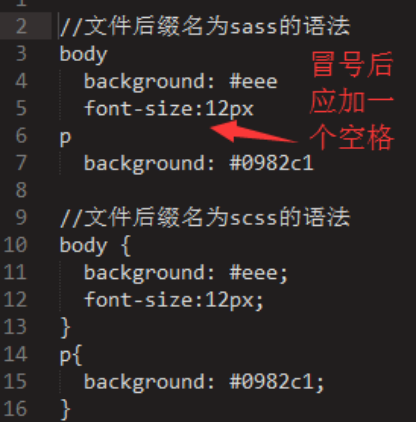 1
2 //文件后缀名为sass的语法
3 body
4 background: #eee
5 font-size:12px
6 p
7 background: #0982c1
8
9 //文件后缀名为scss的语法
10 body {
11 background: #eee;
12 font-size:12px;
13 }
14 p{
15 background: #0982c1;
16 }
冒号后
应加一
个空格